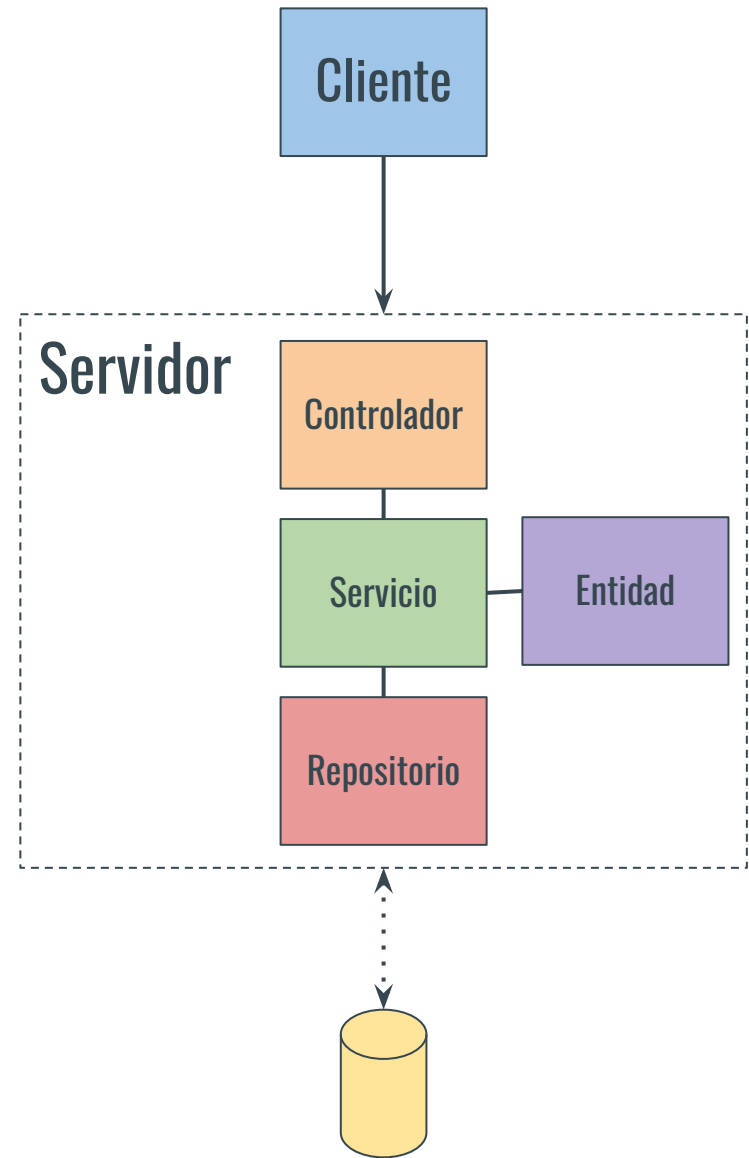 Cliente
Servidor
Controlador
Servicio
Entidad
Repositorio